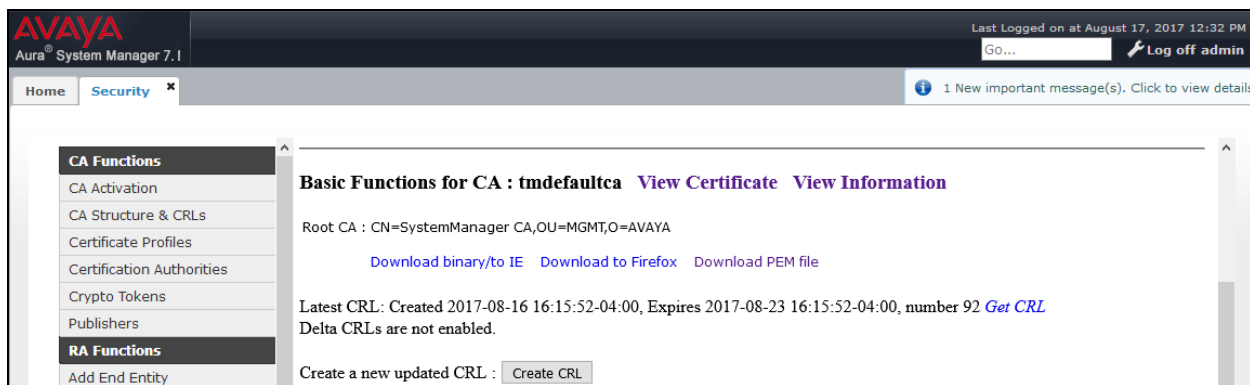 AVAYA
Aura® System Manager 7.1
Last Logged on at August 17, 2017 12:32 PM
Go... Log off admin
Home Security ×
1 New important message(s). Click to view details
CA Functions
CA Activation
CA Structure & CRLs
Certificate Profiles
Certification Authorities
Crypto Tokens
Publishers
RA Functions
Add End Entity
Basic Functions for CA : tmdefaultca View Certificate View Information
Root CA : CN=SystemManager CA,OU=MGMT,O=AVAYA
Download binary/to IE Download to Firefox Download PEM file
Latest CRL: Created 2017-08-16 16:15:52-04:00, Expires 2017-08-23 16:15:52-04:00, number 92 Get CRL
Delta CRLs are not enabled.
Create a new updated CRL : Create CRL